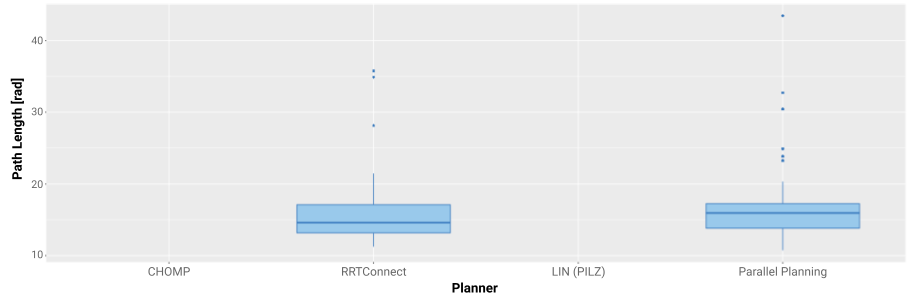 Path Length [rad]
40
30
20
10
CHOMP
RRTConnect
LIN (PILZ)
Parallel Planning
Planner